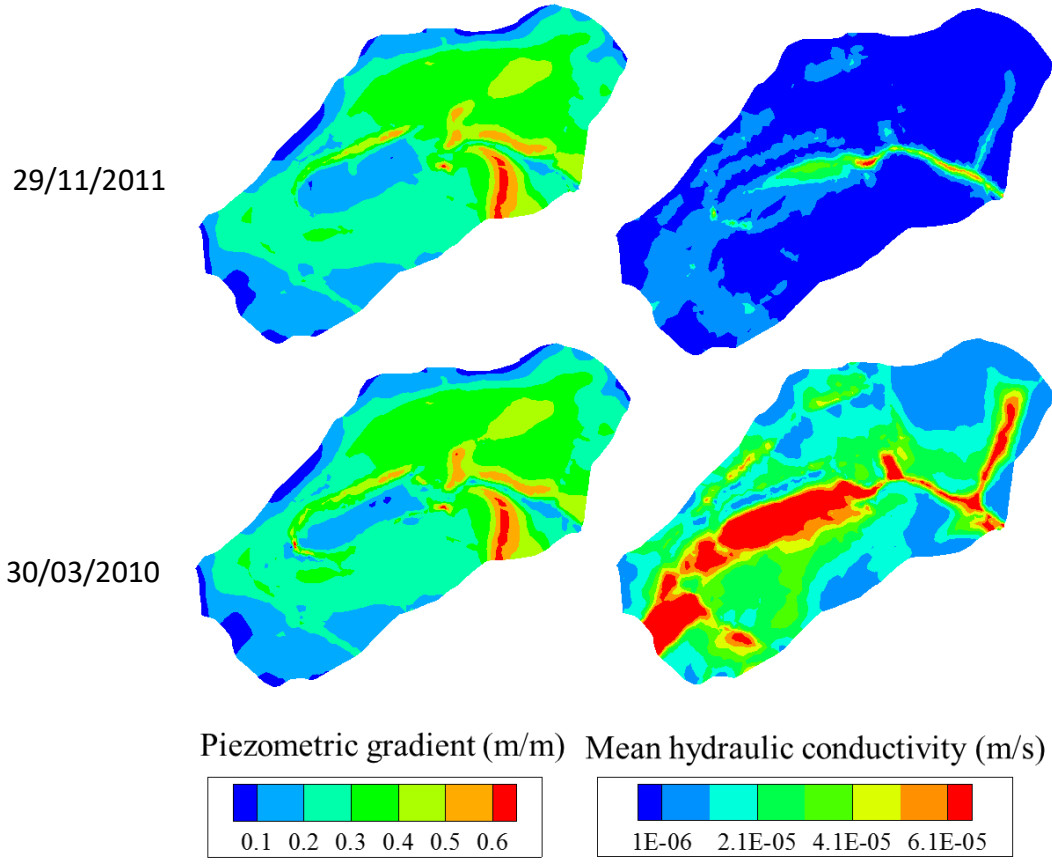 29/11/2011
30/03/2010
Piezometric gradient (m/m) Mean hydraulic conductivity (m/s)
0.1 0.2 0.3 0.4 0.5 0.6 1E-06 2.1E-05 4.1E-05 6.1E-05